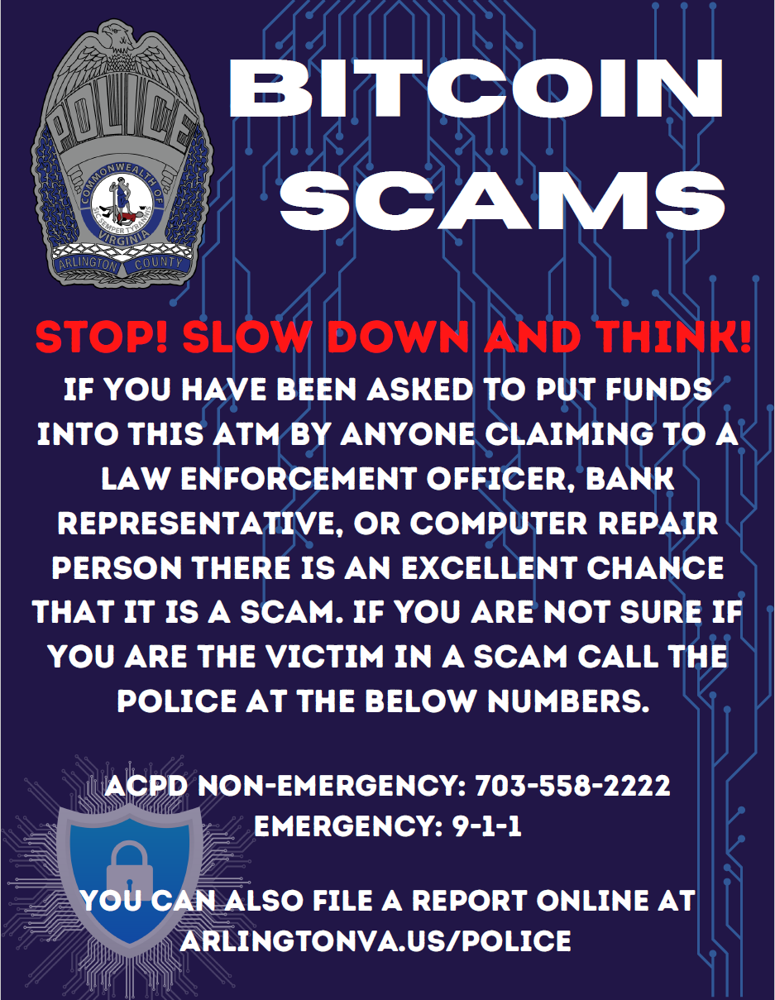 POLICE
COMMONWEALTH OF
SIC SEMPER TYRANNIS
VIRGINIA
ARLINGTON COUNTY
BITCOIN
SCAMS
STOP! SLOW DOWN AND THINK!
IF YOU HAVE BEEN ASKED TO PUT FUNDS
INTO THIS ATM BY ANYONE CLAIMING TO A
LAW ENFORCEMENT OFFICER, BANK
REPRESENTATIVE, OR COMPUTER REPAIR
PERSON THERE IS AN EXCELLENT CHANCE
THAT IT IS A SCAM. IF YOU ARE NOT SURE IF
YOU ARE THE VICTIM IN A SCAM CALL THE
POLICE AT THE BELOW NUMBERS.
ACPD NON-EMERGENCY: 703-558-2222
EMERGENCY: 9-1-1
YOU CAN ALSO FILE A REPORT ONLINE AT
ARLINGTONVA.US/POLICE